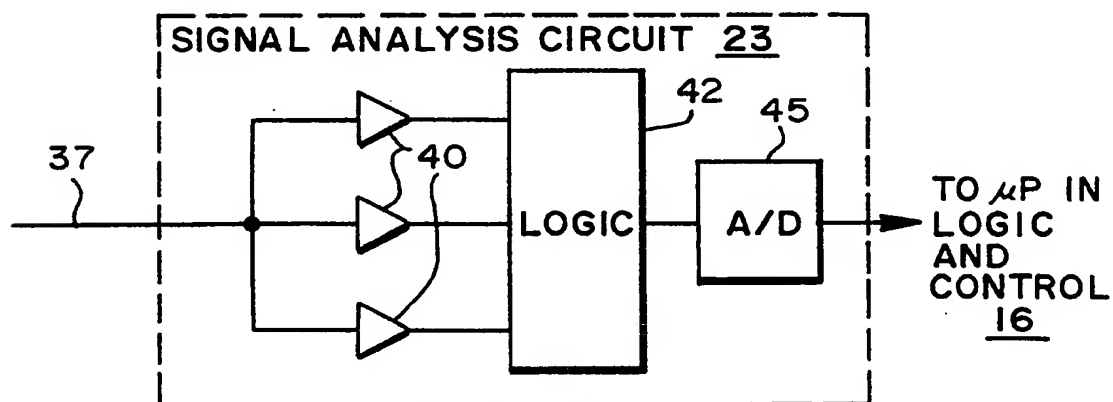 SIGNAL ANALYSIS CIRCUIT 23
42
45
37
40
LOGIC
A/D
TO μP IN
LOGIC
AND
CONTROL
16